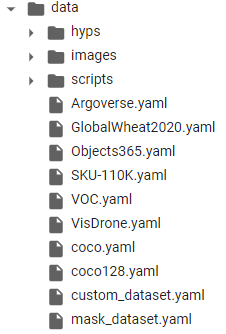 data
hyps
images
scripts
Argoverse.yaml
GlobalWheat2020.yaml
Objects365.yaml
SKU-110K.yaml
VOC.yaml
VisDrone.yaml
coco.yaml
coco128.yaml
custom_dataset.yaml
mask_dataset.yaml